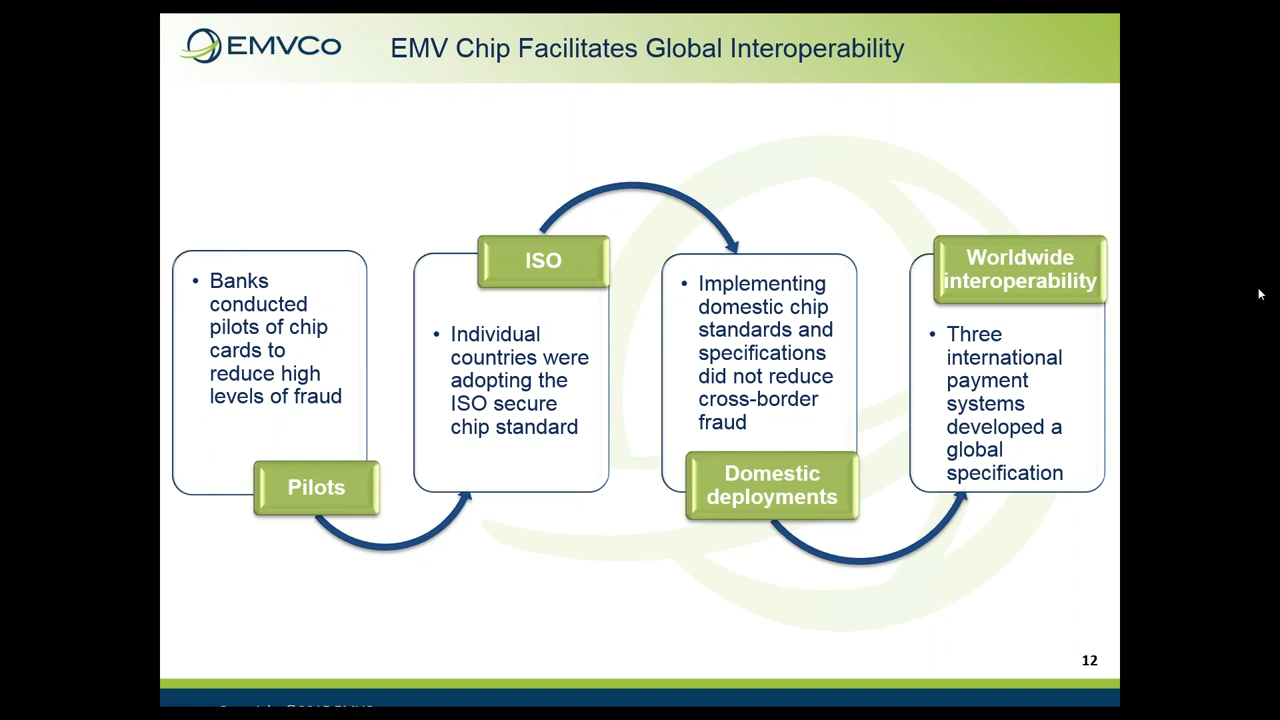 EMVCo
EMV Chip Facilitates Global Interoperability
• Banks
conducted
pilots of chip
cards to
reduce high
levels of fraud
Pilots
ISO
• Individual
countries were
adopting the
ISO secure
chip standard
• Implementing
domestic chip
standards and
specifications
did not reduce
cross-border
fraud
Domestic
deployments
Worldwide
interoperability
• Three
international
payment
systems
developed a
global
specification
12